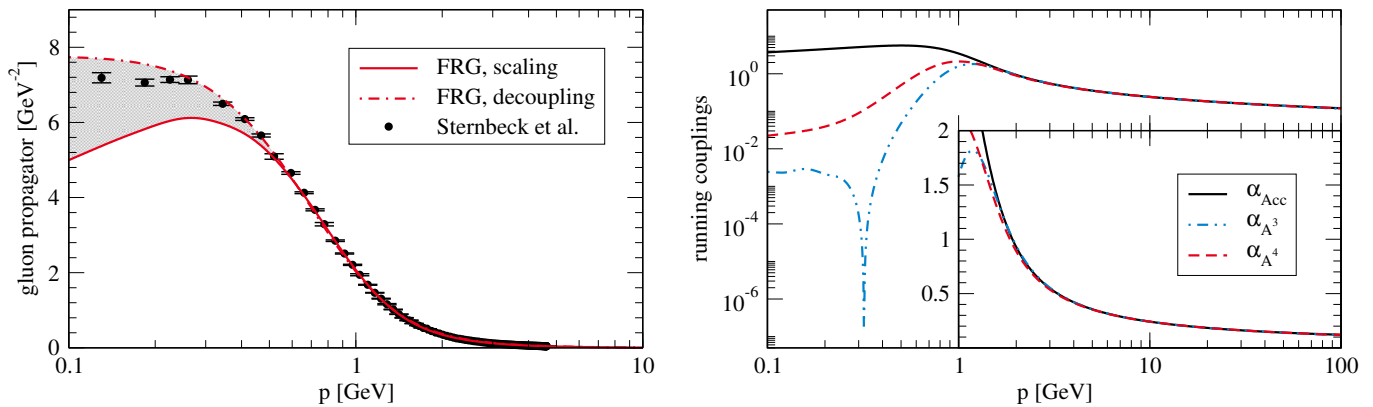 gluon propagator [GeV⁻²]
8
6
4
2
0
0.1
1
10
p [GeV]
FRG, scaling
FRG, decoupling
Sternbeck et al.
running couplings
10⁰
10⁻²
10⁻⁴
10⁻⁶
0.1
1
10
100
p [GeV]
2
1.5
1
0.5
α_Acc
α_A³
α_A⁴